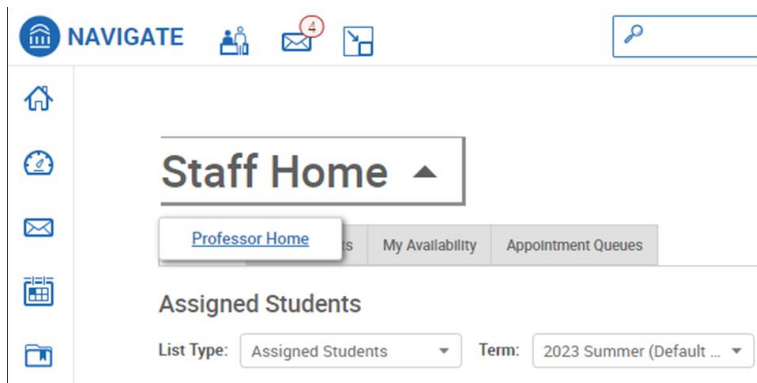 NAVIGATE 4
Staff Home
Professor Home My Availability Appointment Queues
Assigned Students
List Type: Assigned Students Term: 2023 Summer (Default ...